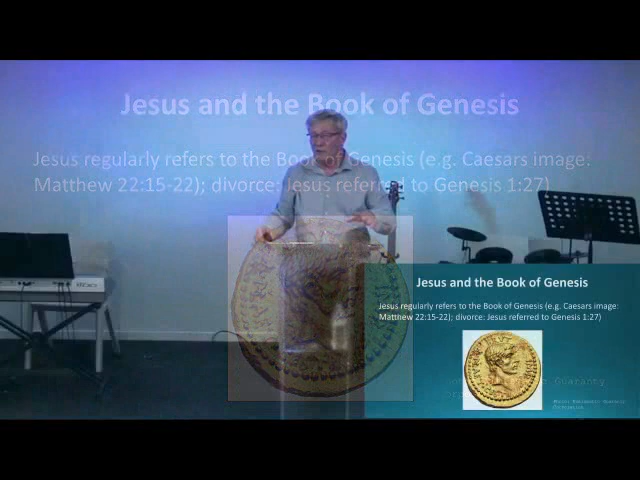 Jesus and the Book of Genesis
Jesus regularly refers to the Book of Genesis (e.g. Caesars image:
Matthew 22:15-22); divorce: Jesus referred to Genesis 1:27)
Jesus and the Book of Genesis
Jesus regularly refers to the Book of Genesis (e.g. Caesars image:
Matthew 22:15-22); divorce: Jesus referred to Genesis 1:27)
Guaranty